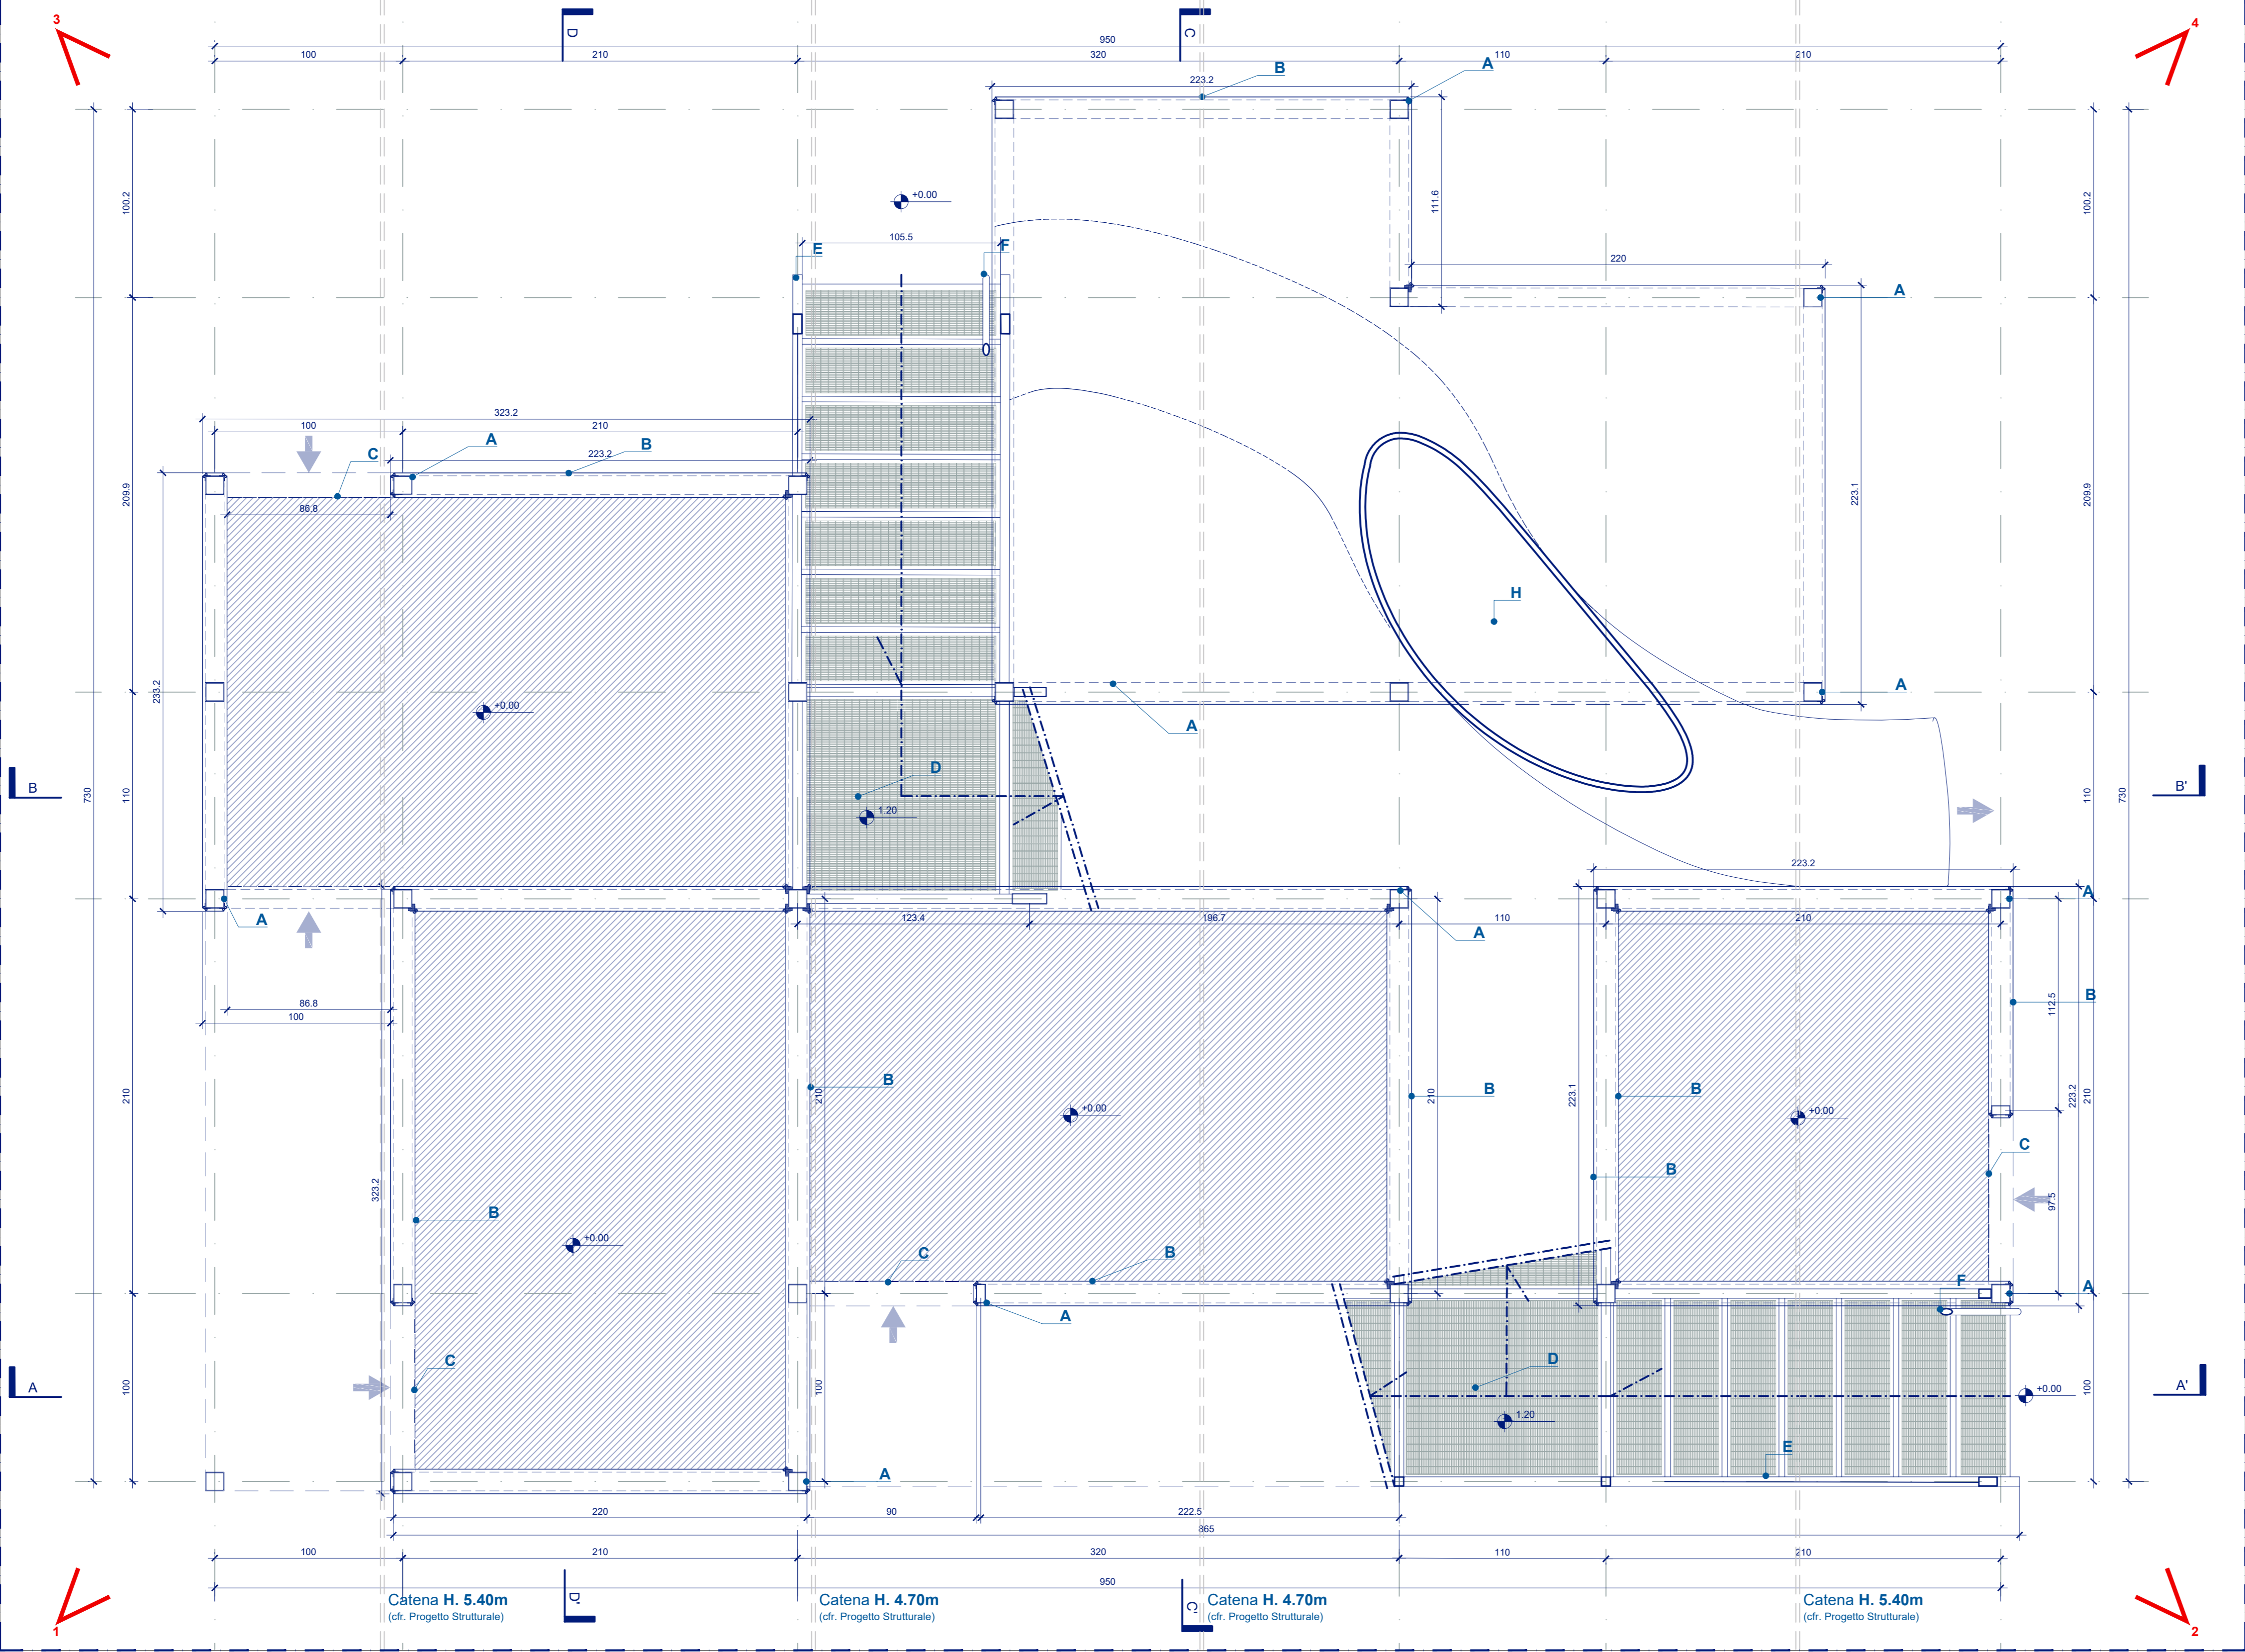 3
D
C
4
950
100
210
320
110
210
B
A
223.2
100.2
111.6
100.2
+0.00
105.5
E
F
220
A
323.2
100
210
A
B
C
223.2
86.8
209.9
223.1
209.9
H
233.2
+0.00
A
A
D
1.20
B
730
110
110
730
B'
223.2
A
A
123.4
196.7
110
210
A
A
86.8
100
B
112.5
210
B
210
B
210
223.1
B
223.2
210
+0.00
+0.00
C
323.2
B
B
97.5
+0.00
C
B
F
A
A
C
D
A
100
100
1.20
+0.00
100
A'
E
A
220
90
222.5
865
100
210
320
110
210
950
Catena H. 5.40m
(cfr. Progetto Strutturale)
D'
Catena H. 4.70m
(cfr. Progetto Strutturale)
C'
Catena H. 4.70m
(cfr. Progetto Strutturale)
Catena H. 5.40m
(cfr. Progetto Strutturale)
1
2